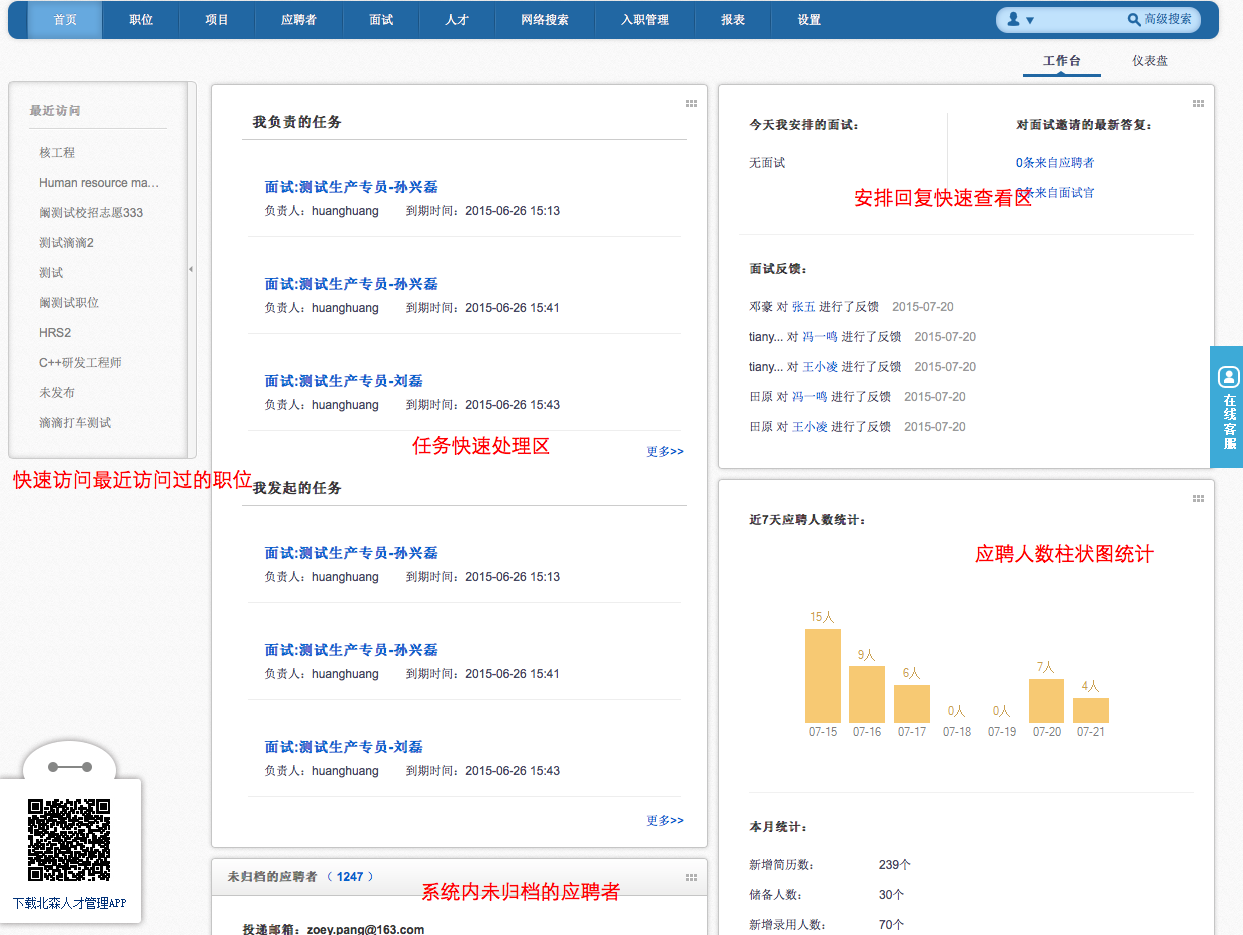 首页 职位 项目 应聘者 面试 人才 网络搜索 入职管理 报表 设置 高级搜索
工作台 仪表盘
最近访问
核工程
Human resource ma...
阚测试校招志愿333
测试滴滴2
测试
阚测试职位
HRS2
C++研发工程师
未发布
滴滴打车测试
快速访问最近访问过的职位
我负责的任务
面试:测试生产专员-孙兴磊
负责人：huanghuang 到期时间：2015-06-26 15:13
面试:测试生产专员-孙兴磊
负责人：huanghuang 到期时间：2015-06-26 15:41
面试:测试生产专员-刘磊
负责人：huanghuang 到期时间：2015-06-26 15:43
任务快速处理区
更多>>
我发起的任务
面试:测试生产专员-孙兴磊
负责人：huanghuang 到期时间：2015-06-26 15:13
面试:测试生产专员-孙兴磊
负责人：huanghuang 到期时间：2015-06-26 15:41
面试:测试生产专员-刘磊
负责人：huanghuang 到期时间：2015-06-26 15:43
更多>>
未归档的应聘者 （1247）
系统内未归档的应聘者
投递邮箱：zoey.pang@163.com
今天我安排的面试：
无面试
对面试邀请的最新答复：
0条来自应聘者
条来自面试官
安排回复快速查看区
面试反馈：
邓豪 对 张五 进行了反馈 2015-07-20
tiany... 对 冯一鸣 进行了反馈 2015-07-20
tiany... 对 王小凌 进行了反馈 2015-07-20
田原 对 冯一鸣 进行了反馈 2015-07-20
田原 对 王小凌 进行了反馈 2015-07-20
近7天应聘人数统计：
应聘人数柱状图统计
15人 9人 6人 0人 0人 7人 4人
07-15 07-16 07-17 07-18 07-19 07-20 07-21
本月统计：
新增简历数： 239个
储备人数： 30个
新增录用人数： 70个
在线客服
下载北森人才管理APP